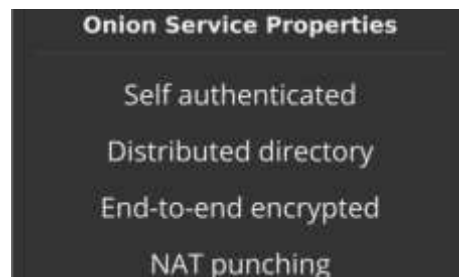 Onion Service Properties
Self authenticated
Distributed directory
End-to-end encrypted
NAT punching